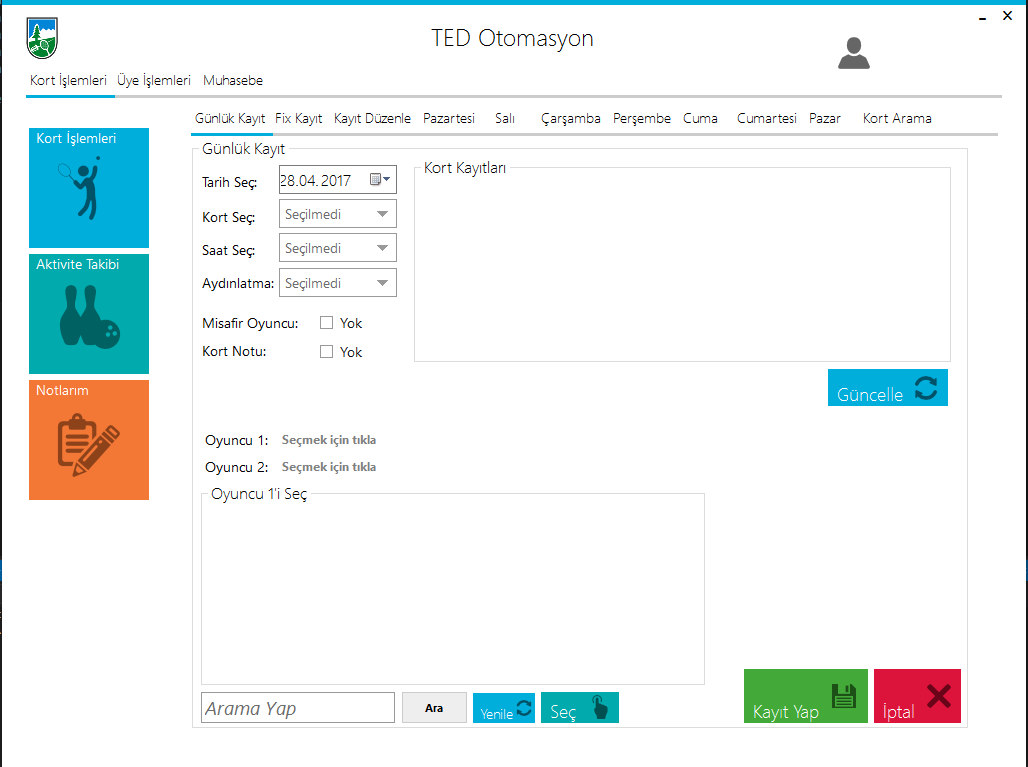 TED Otomasyon
Kort İşlemleri Üye İşlemleri Muhasebe
Günlük Kayıt Fix Kayıt Kayıt Düzenle Pazartesi Salı Çarşamba Perşembe Cuma Cumartesi Pazar Kort Arama
Kort İşlemleri
Aktivite Takibi
Notlarım
Günlük Kayıt
Tarih Seç: 28.04.2017
Kort Seç: Seçilmedi
Saat Seç: Seçilmedi
Aydınlatma: Seçilmedi
Misafir Oyuncu: Yok
Kort Notu: Yok
Kort Kayıtları
Güncelle
Oyuncu 1: Seçmek için tıkla
Oyuncu 2: Seçmek için tıkla
Oyuncu 1'i Seç
Arama Yap Ara Yenile Seç
Kayıt Yap İptal